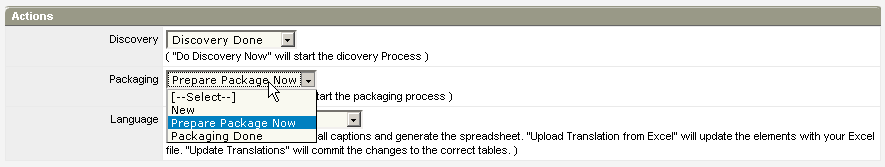 Actions
Discovery
Discovery Done
( "Do Discovery Now" will start the dicovery Process )
Packaging
Prepare Package Now
[--Select--]
tart the packaging process )
New
Language
Prepare Package Now
Packaging Done
all captions and generate the spreadsheet. "Upload Translation from Excel" will update the elements with your Excel
file. "Update Translations" will commit the changes to the correct tables. )